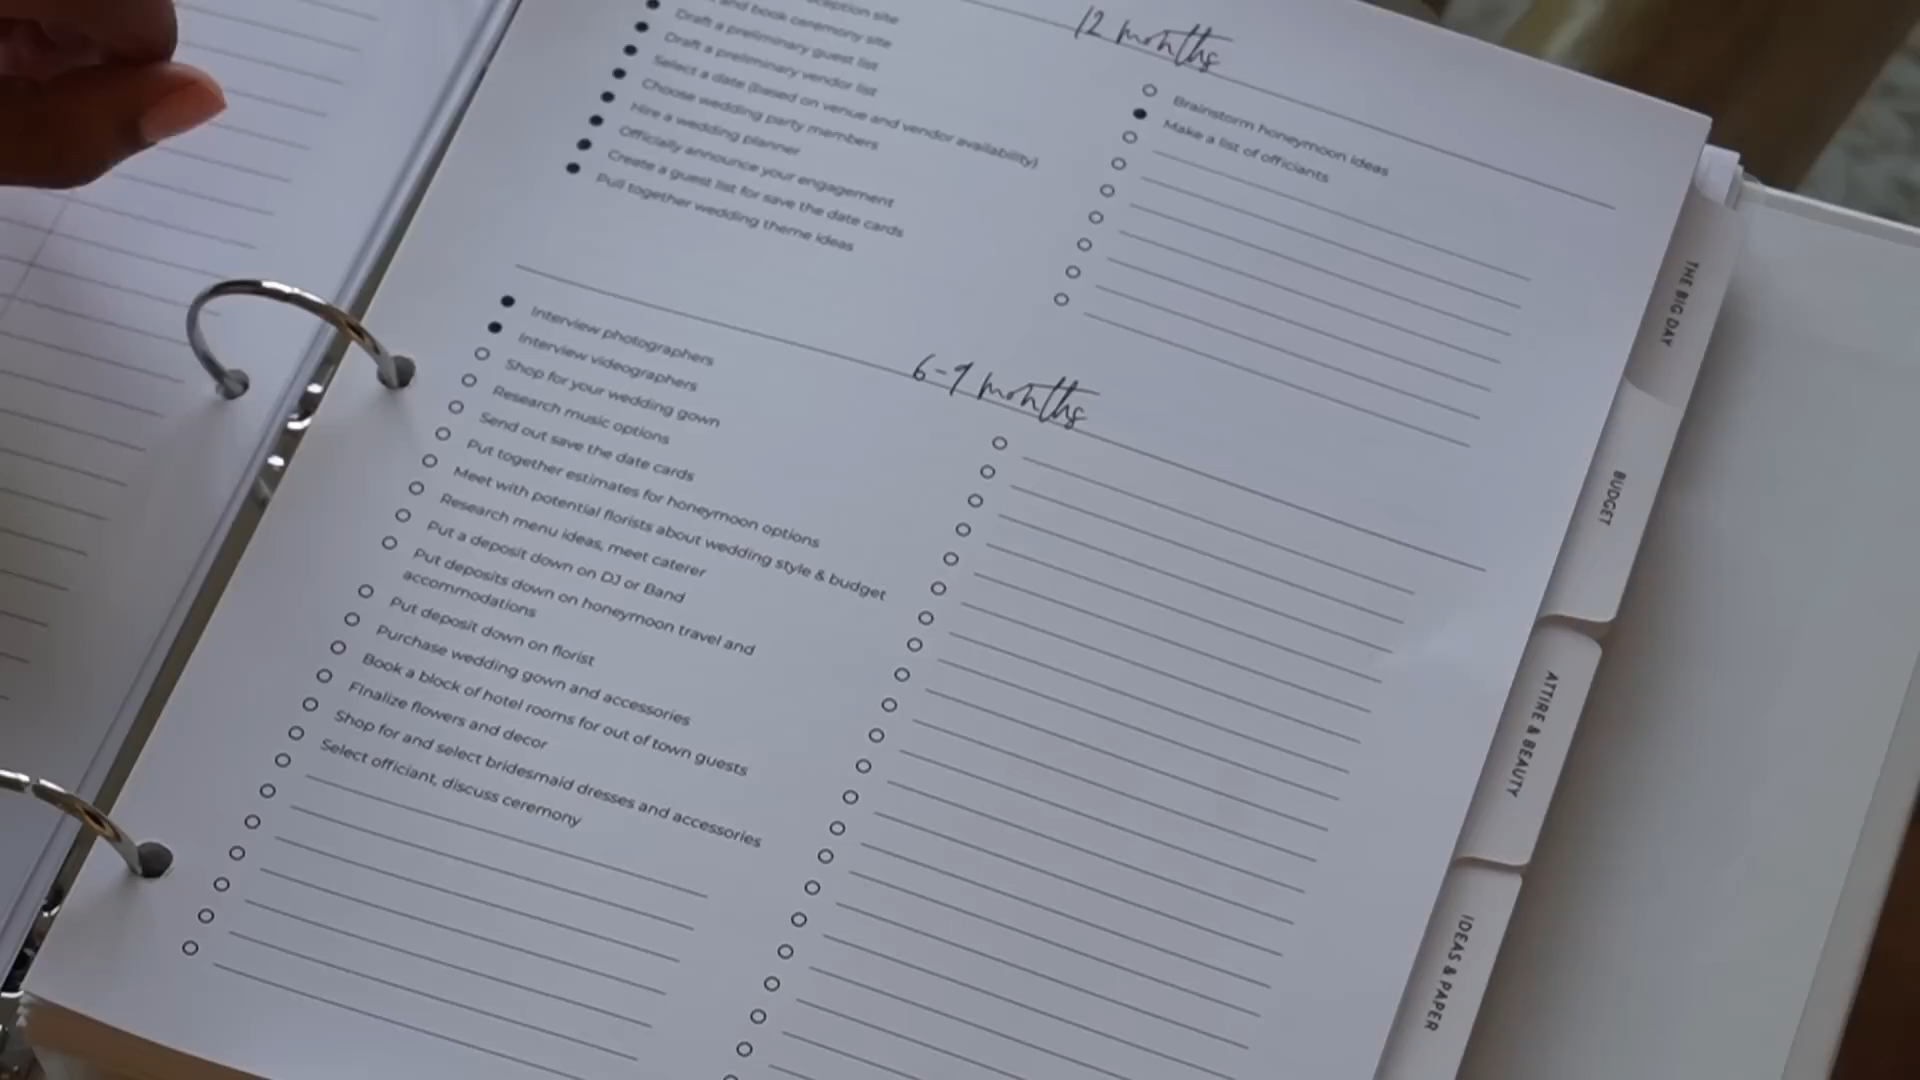 12 months
ception site
and book ceremony site
Draft a preliminary guest list
Draft a preliminary vendor list
Select a date (based on venue and vendor availability)
Choose wedding party members
Hire a wedding planner
Officially announce your engagement
Create a guest list for save the date cards
Pull together wedding theme ideas
Brainstorm honeymoon ideas
Make a list of officiants
6-9 months
Interview photographers
Interview videographers
Shop for your wedding gown
Research music options
Send out save the date cards
Put together estimates for honeymoon options
Meet with potential florists about wedding style & budget
Research menu ideas, meet caterer
Put a deposit down on DJ or Band
Put deposits down on honeymoon travel and
accommodations
Put deposit down on florist
Purchase wedding gown and accessories
Book a block of hotel rooms for out of town guests
Finalize flowers and decor
Shop for and select bridesmaid dresses and accessories
Select officiant, discuss ceremony
THE BIG DAY
BUDGET
ATTIRE & BEAUTY
IDEAS & PAPER